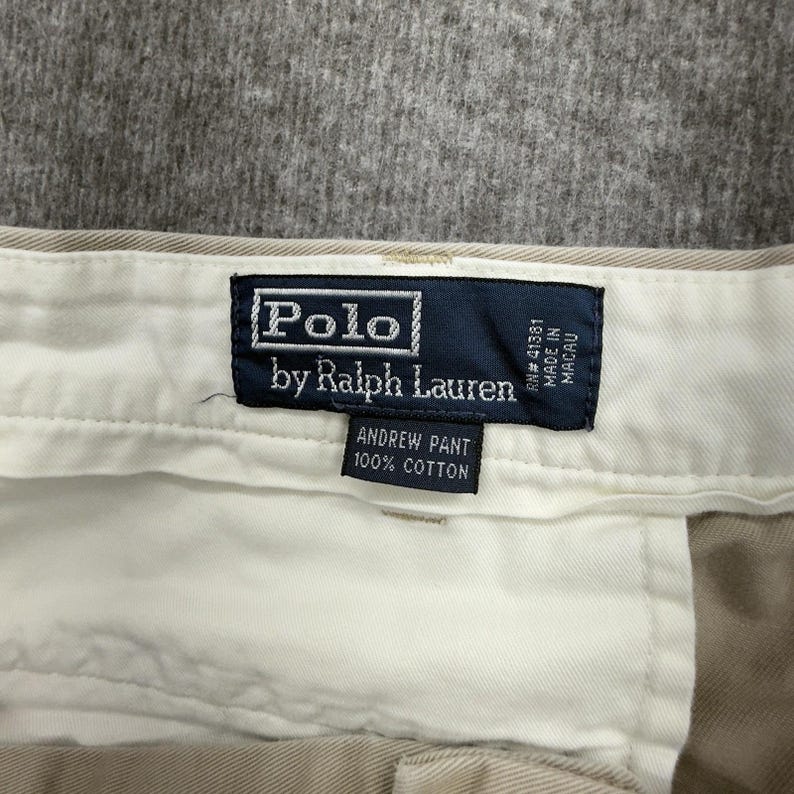 Polo
by Ralph Lauren
RN# 41381
MADE IN
MACAU
ANDREW PANT
100% COTTON